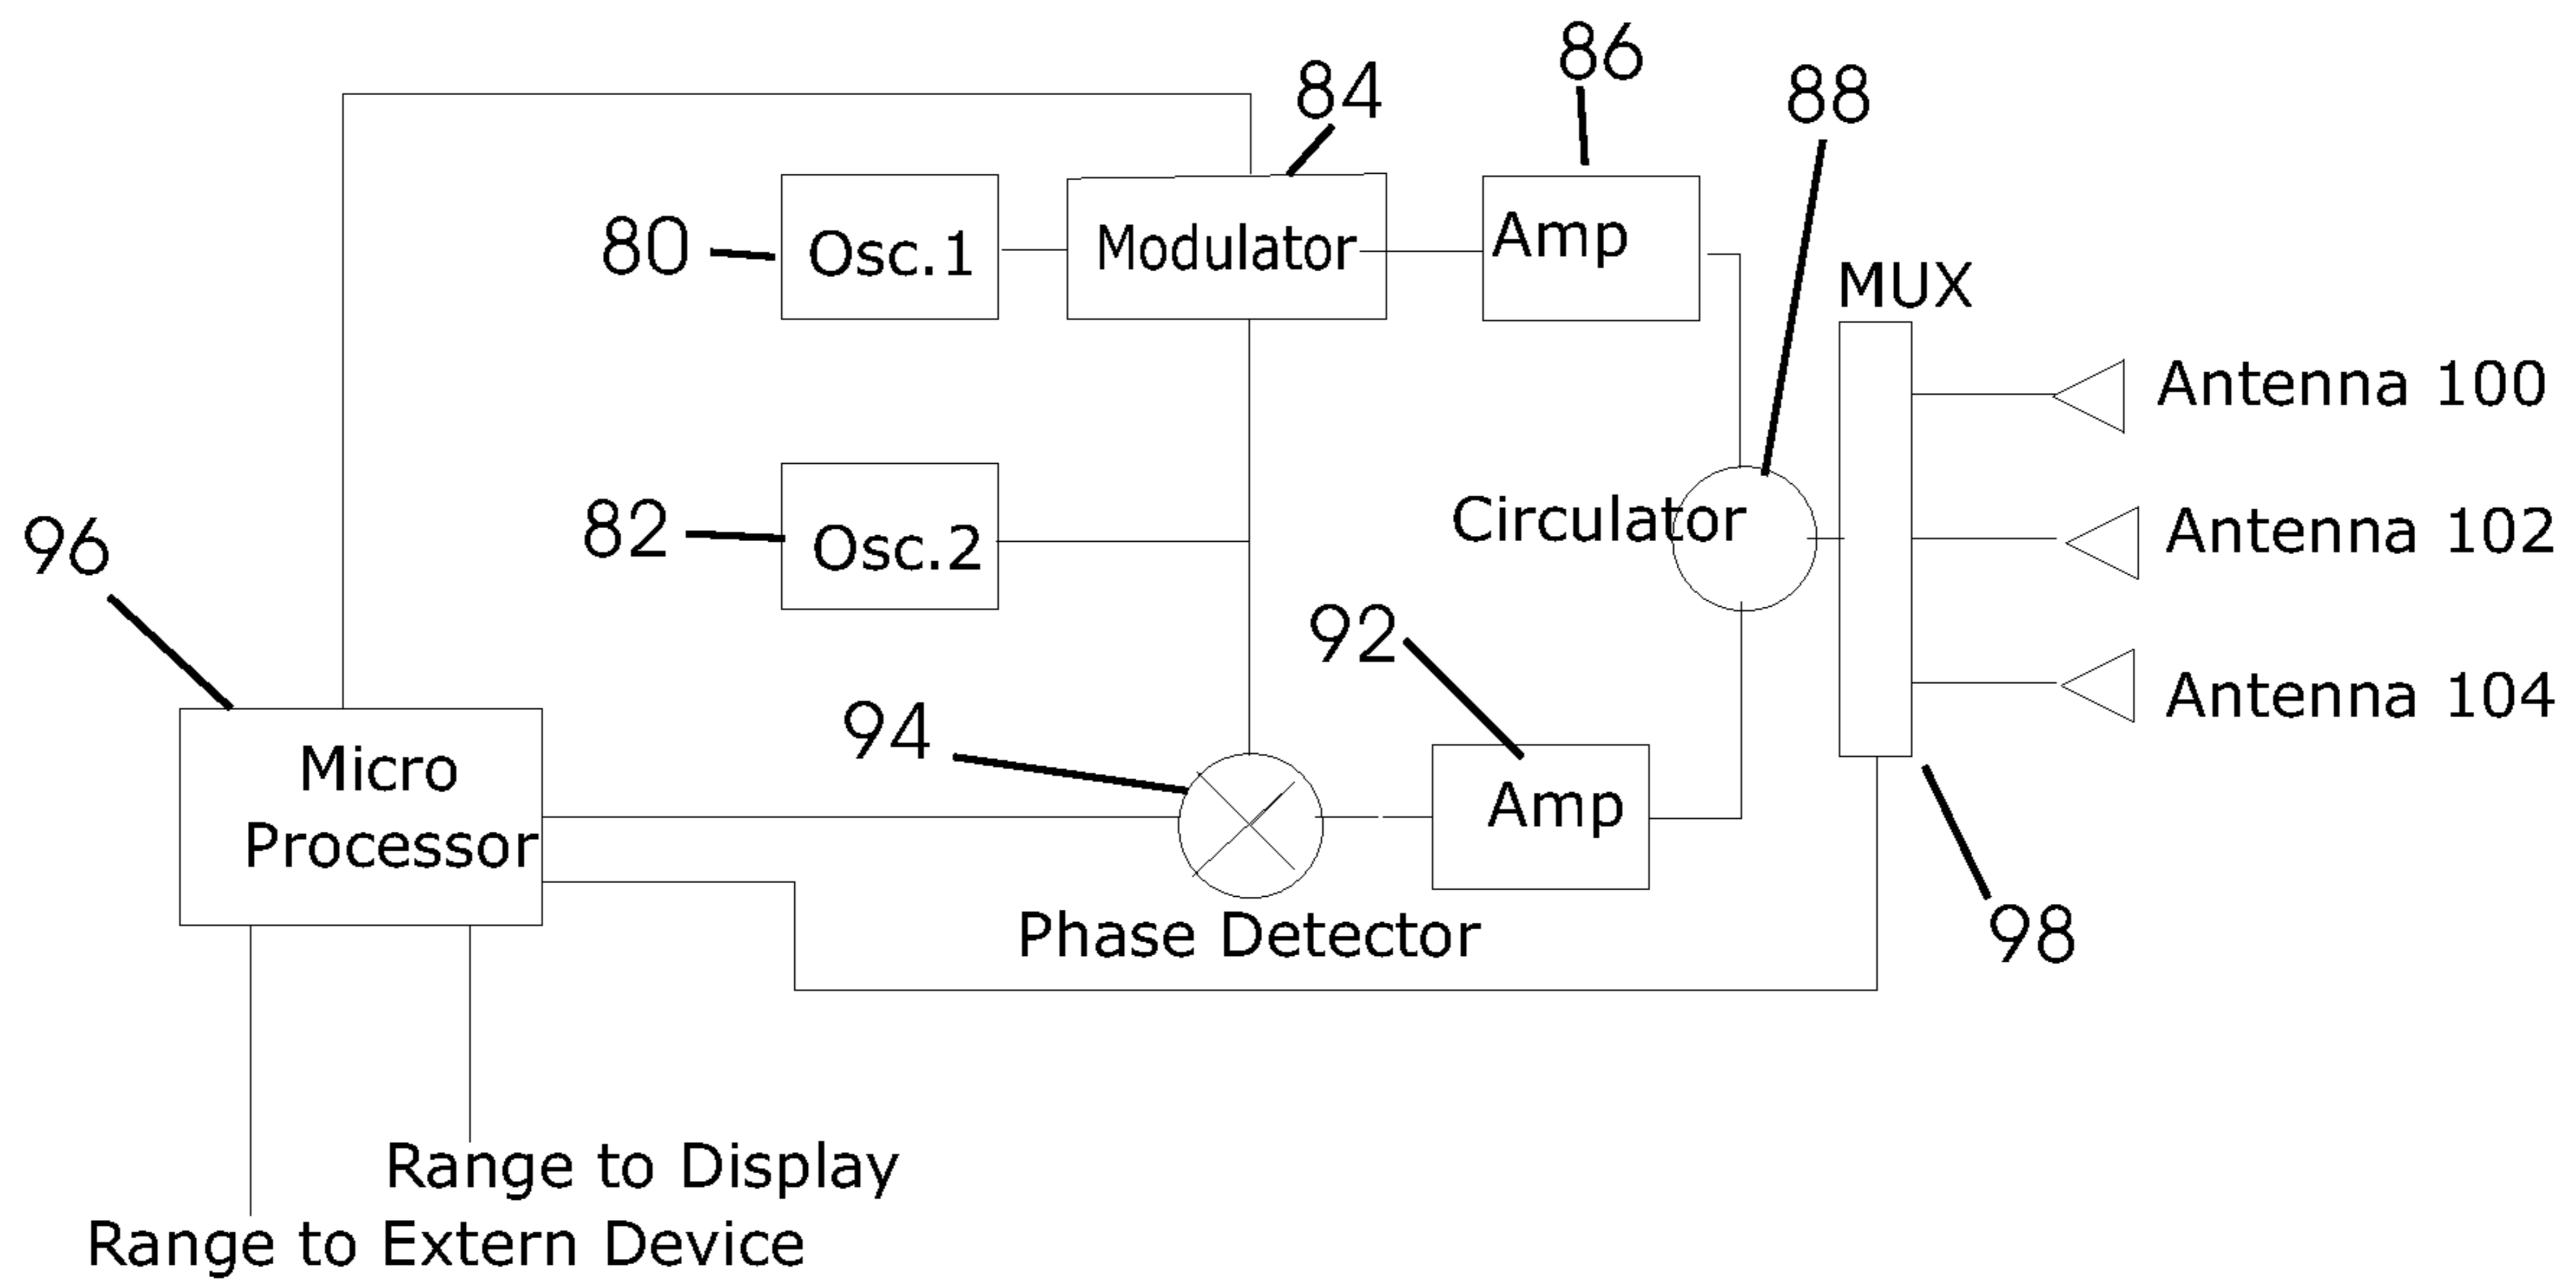 86
84
88
80
Osc.1
Modulator
Amp
MUX
Antenna 100
82
Osc.2
Circulator
Antenna 102
96
92
94
Antenna 104
Micro
Processor
Amp
Phase Detector
98
Range to Display
Range to Extern Device